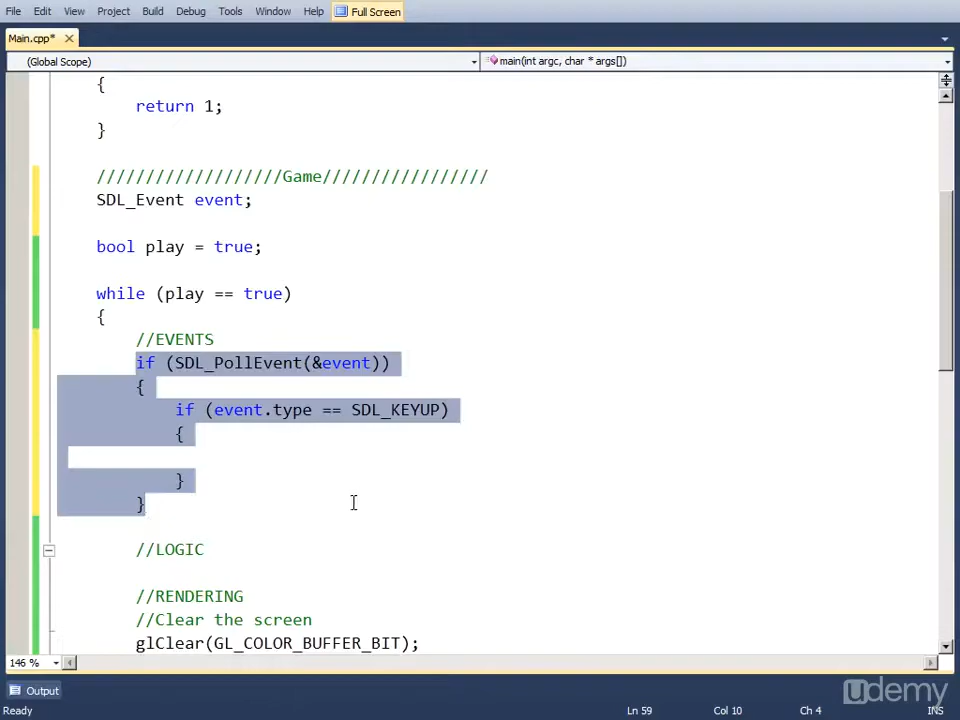 File Edit View Project Build Debug Tools Window Help Full Screen
Main.cpp*
(Global Scope) main(int argc, char * args[])
{
return 1;
}
///////////////////Game/////////////////
SDL_Event event;
bool play = true;
while (play == true)
{
//EVENTS
if (SDL_PollEvent(&event))
{
if (event.type == SDL_KEYUP)
{
}
}
//LOGIC
//RENDERING
//Clear the screen
glClear(GL_COLOR_BUFFER_BIT);
146 %
Output
udemy
Ready Ln 59 Col 10 Ch 4 INS